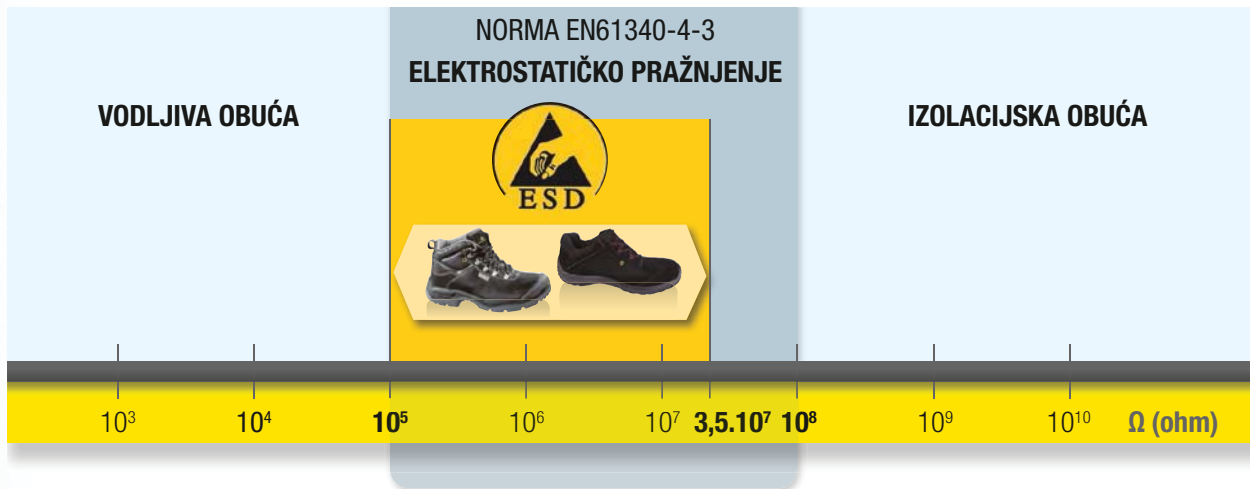 NORMA EN61340-4-3
ELEKTROSTATIČKO PRAŽNJENJE
VODLJIVA OBUĆA
IZOLACIJSKA OBUĆA
ESD
10³ 10⁴ 10⁵ 10⁶ 10⁷ 3,5.10⁷ 10⁸ 10⁹ 10¹⁰ Ω (ohm)